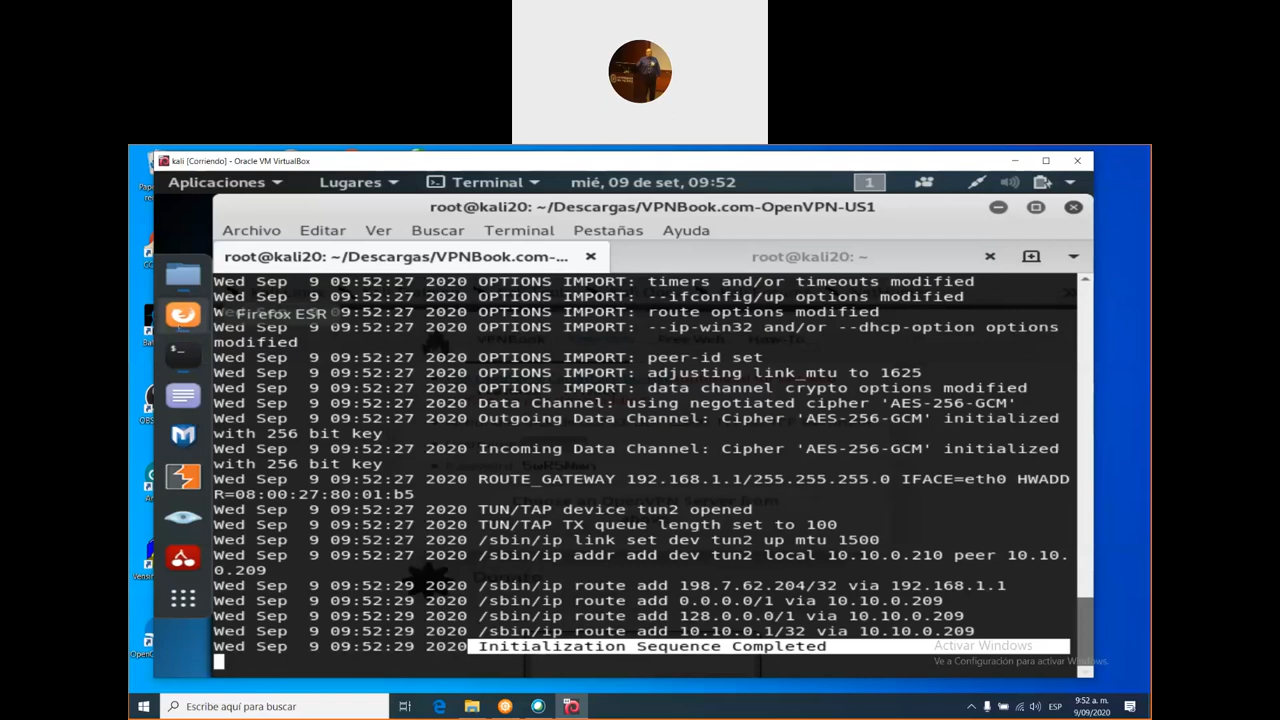 kali [Corriendo] - Oracle VM VirtualBox
Aplicaciones Lugares Terminal mié, 09 de set, 09:52 1
root@kali20: ~/Descargas/VPNBook.com-OpenVPN-US1
Archivo Editar Ver Buscar Terminal Pestañas Ayuda
root@kali20: ~/Descargas/VPNBook.com-... root@kali20: ~
Wed Sep 9 09:52:27 2020 OPTIONS IMPORT: timers and/or timeouts modified
Wed Sep 9 09:52:27 2020 OPTIONS IMPORT: --ifconfig/up options modified
Wed Sep 9 09:52:27 2020 OPTIONS IMPORT: route options modified
Firefox ESR
Wed Sep 9 09:52:27 2020 OPTIONS IMPORT: --ip-win32 and/or --dhcp-option options
modified
Wed Sep 9 09:52:27 2020 OPTIONS IMPORT: peer-id set
Wed Sep 9 09:52:27 2020 OPTIONS IMPORT: adjusting link_mtu to 1625
Wed Sep 9 09:52:27 2020 OPTIONS IMPORT: data channel crypto options modified
Wed Sep 9 09:52:27 2020 Data Channel: using negotiated cipher 'AES-256-GCM'
Wed Sep 9 09:52:27 2020 Outgoing Data Channel: Cipher 'AES-256-GCM' initialized
with 256 bit key
Wed Sep 9 09:52:27 2020 Incoming Data Channel: Cipher 'AES-256-GCM' initialized
with 256 bit key
Wed Sep 9 09:52:27 2020 ROUTE_GATEWAY 192.168.1.1/255.255.255.0 IFACE=eth0 HWADD
R=08:00:27:80:01:b5
Wed Sep 9 09:52:27 2020 TUN/TAP device tun2 opened
Wed Sep 9 09:52:27 2020 TUN/TAP TX queue length set to 100
Wed Sep 9 09:52:27 2020 /sbin/ip link set dev tun2 up mtu 1500
Wed Sep 9 09:52:27 2020 /sbin/ip addr add dev tun2 local 10.10.0.210 peer 10.10.
0.209
Wed Sep 9 09:52:29 2020 /sbin/ip route add 198.7.62.204/32 via 192.168.1.1
Wed Sep 9 09:52:29 2020 /sbin/ip route add 0.0.0.0/1 via 10.10.0.209
Wed Sep 9 09:52:29 2020 /sbin/ip route add 128.0.0.0/1 via 10.10.0.209
Wed Sep 9 09:52:29 2020 /sbin/ip route add 10.10.0.1/32 via 10.10.0.209
Wed Sep 9 09:52:29 2020 Initialization Sequence Completed
Activar Windows
Ve a Configuración para activar Windows.
Escribe aquí para buscar
ESP
9:52 a. m.
9/09/2020